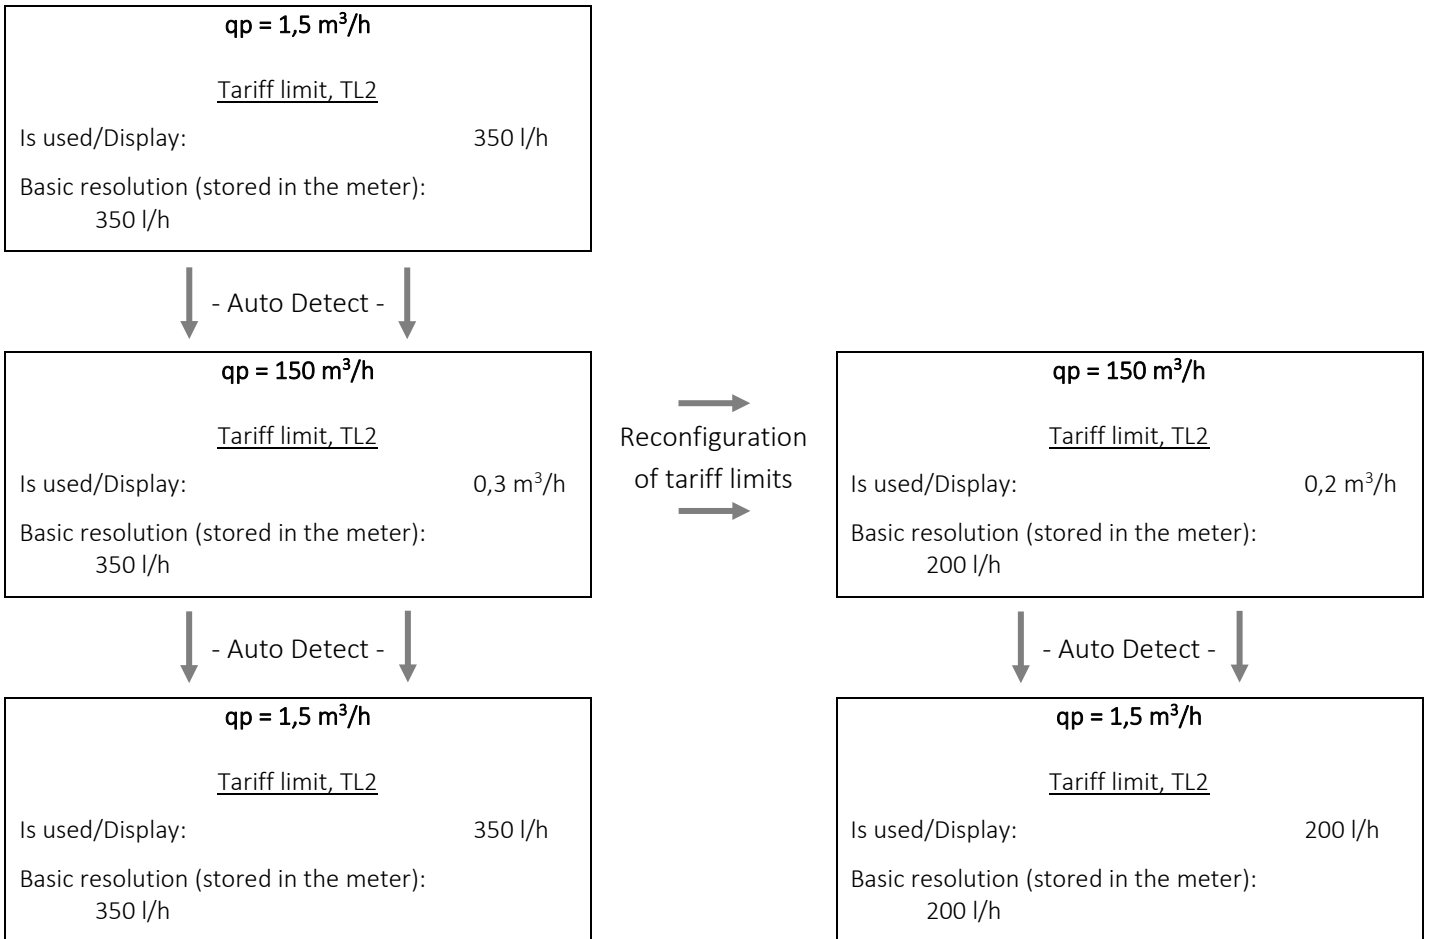 qp = 1,5 m³/h
Tariff limit, TL2
Is used/Display: 350 l/h
Basic resolution (stored in the meter):
350 l/h
- Auto Detect -
qp = 150 m³/h
Tariff limit, TL2
Is used/Display: 0,3 m³/h
Basic resolution (stored in the meter):
350 l/h
Reconfiguration
of tariff limits
qp = 150 m³/h
Tariff limit, TL2
Is used/Display: 0,2 m³/h
Basic resolution (stored in the meter):
200 l/h
- Auto Detect -
- Auto Detect -
qp = 1,5 m³/h
Tariff limit, TL2
Is used/Display: 350 l/h
Basic resolution (stored in the meter):
350 l/h
qp = 1,5 m³/h
Tariff limit, TL2
Is used/Display: 200 l/h
Basic resolution (stored in the meter):
200 l/h